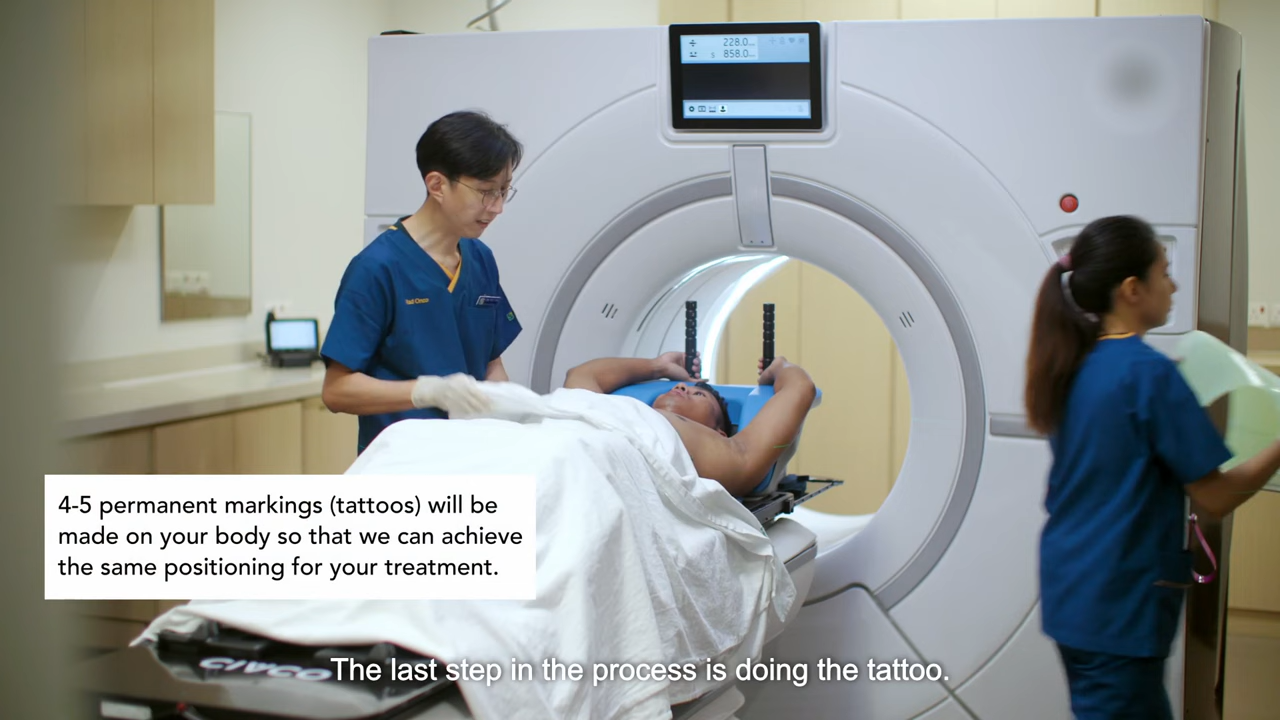 228.0
858.0
4-5 permanent markings (tattoos) will be
made on your body so that we can achieve
the same positioning for your treatment.
CIVCO
The last step in the process is doing the tattoo.